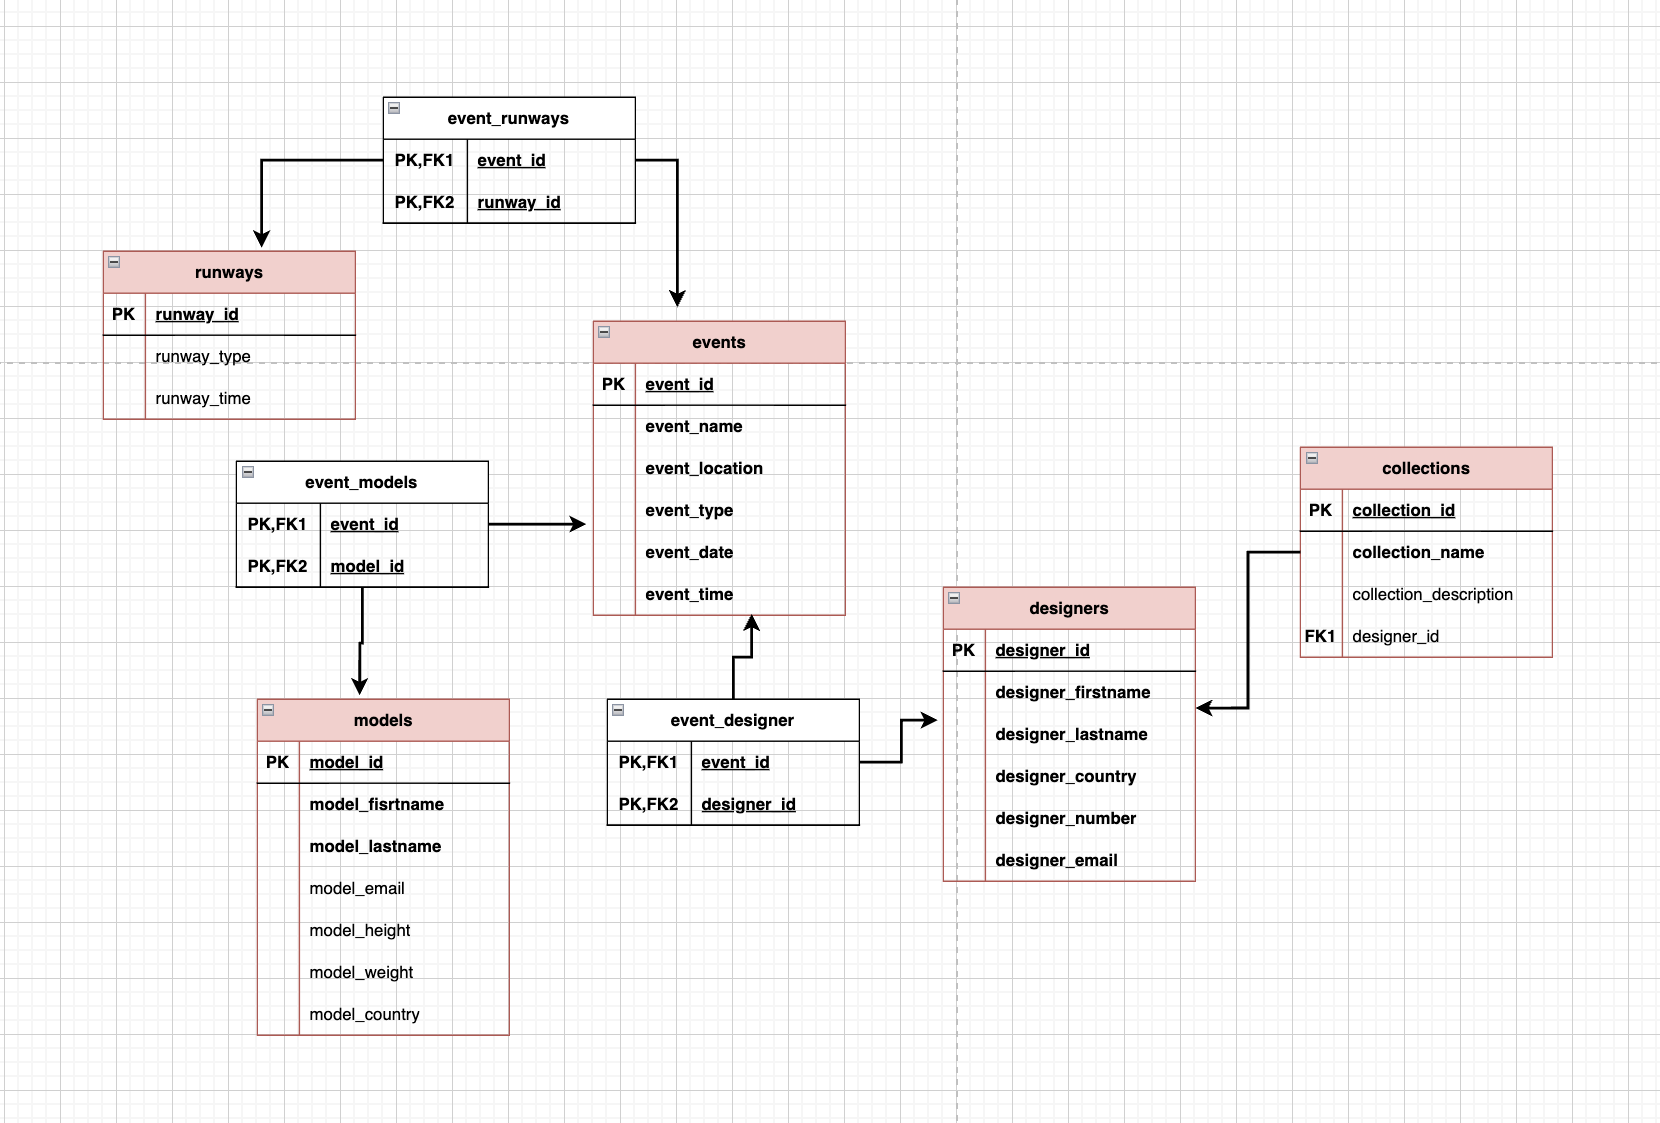 event_runways
PK,FK1 event_id
PK,FK2 runway_id
runways
PK runway_id
runway_type
runway_time
events
PK event_id
event_name
event_location
event_type
event_date
event_time
event_models
PK,FK1 event_id
PK,FK2 model_id
collections
PK collection_id
collection_name
collection_description
FK1 designer_id
designers
PK designer_id
designer_firstname
designer_lastname
designer_country
designer_number
designer_email
models
PK model_id
model_fisrtname
model_lastname
model_email
model_height
model_weight
model_country
event_designer
PK,FK1 event_id
PK,FK2 designer_id